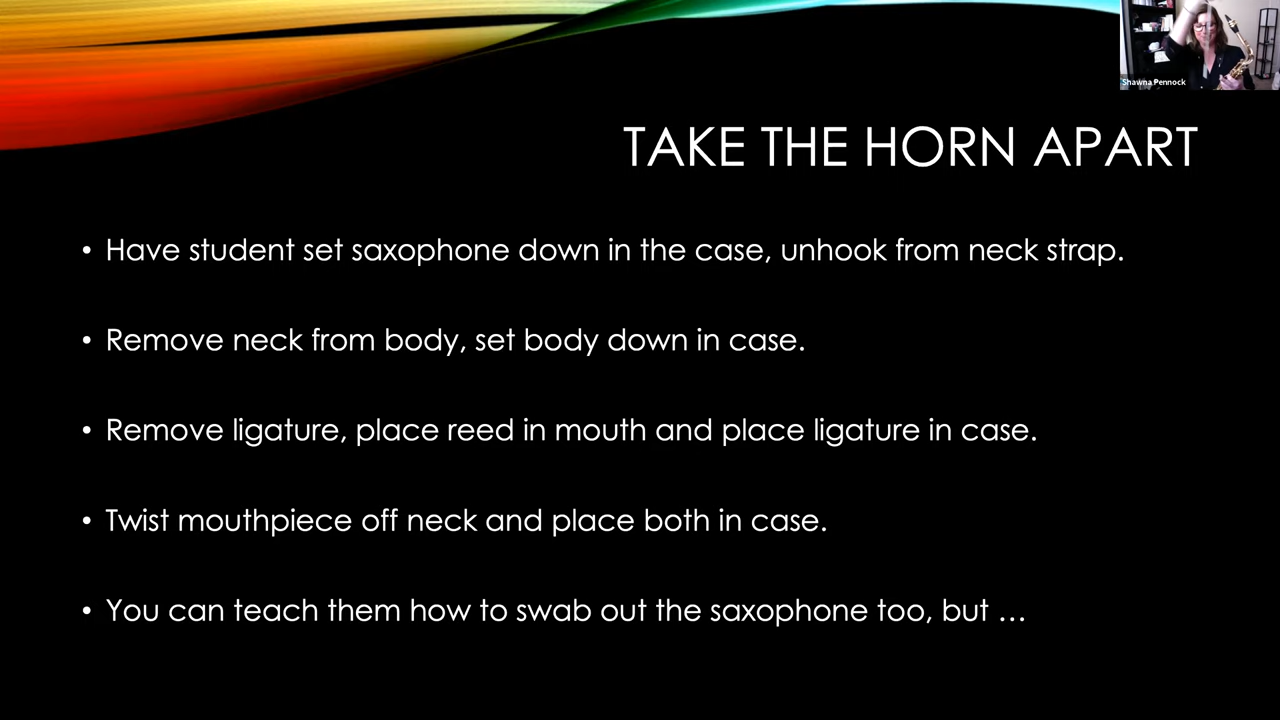 Shawna Pennock
TAKE THE HORN APART
• Have student set saxophone down in the case, unhook from neck strap.
• Remove neck from body, set body down in case.
• Remove ligature, place reed in mouth and place ligature in case.
• Twist mouthpiece off neck and place both in case.
• You can teach them how to swab out the saxophone too, but …